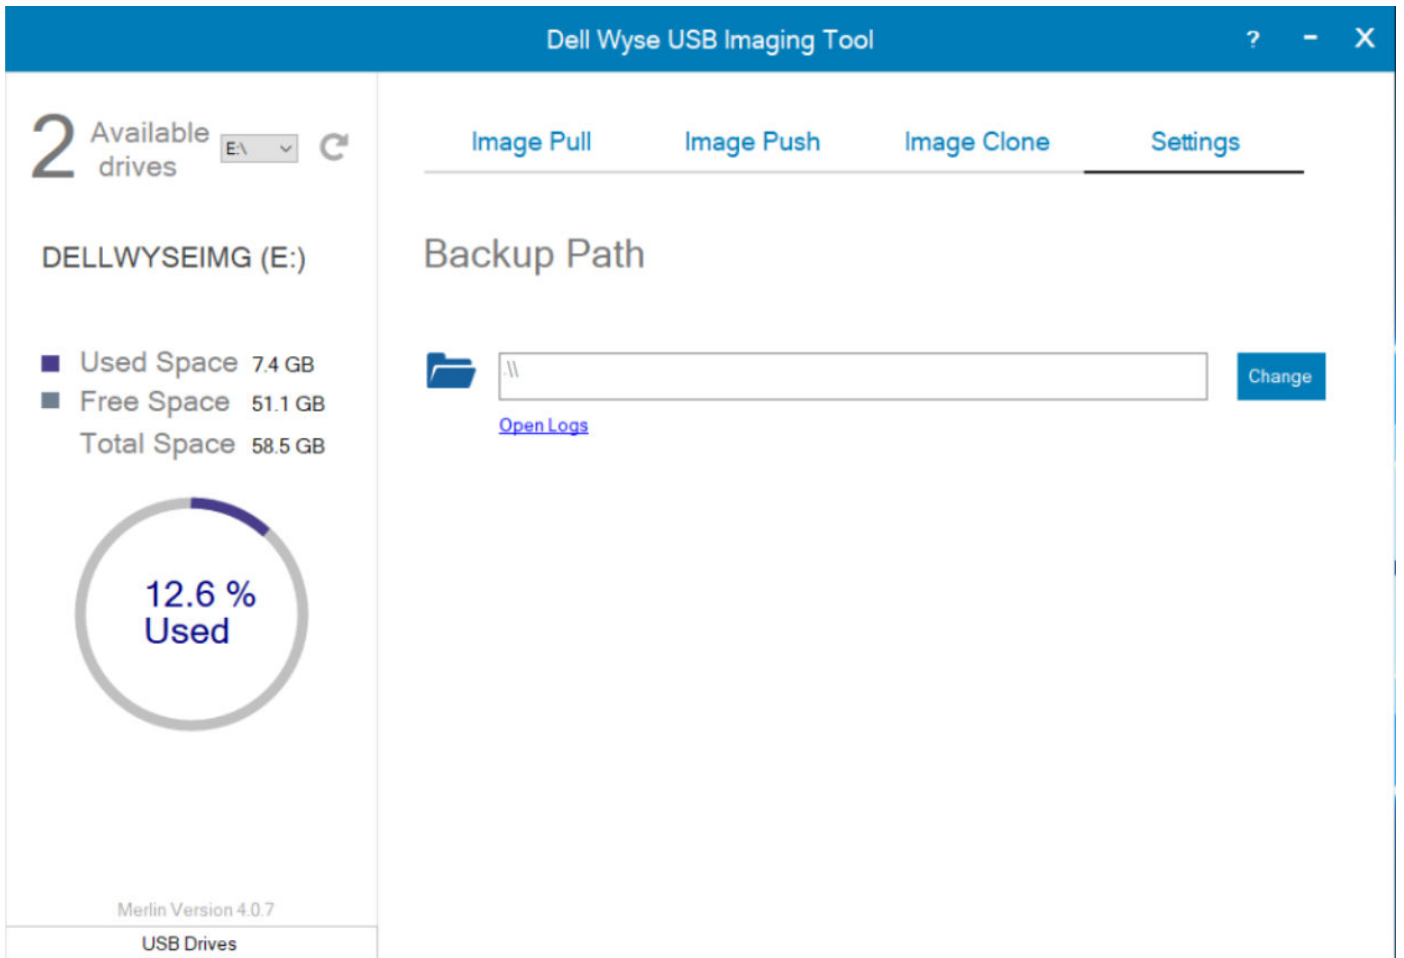 Dell Wyse USB Imaging Tool
? - X
2 Available drives E:\
DELLWYSEIMG (E:)
Used Space 7.4 GB
Free Space 51.1 GB
Total Space 58.5 GB
12.6 %
Used
Merlin Version 4.0.7
USB Drives
Image Pull Image Push Image Clone Settings
Backup Path
.\\
Change
Open Logs